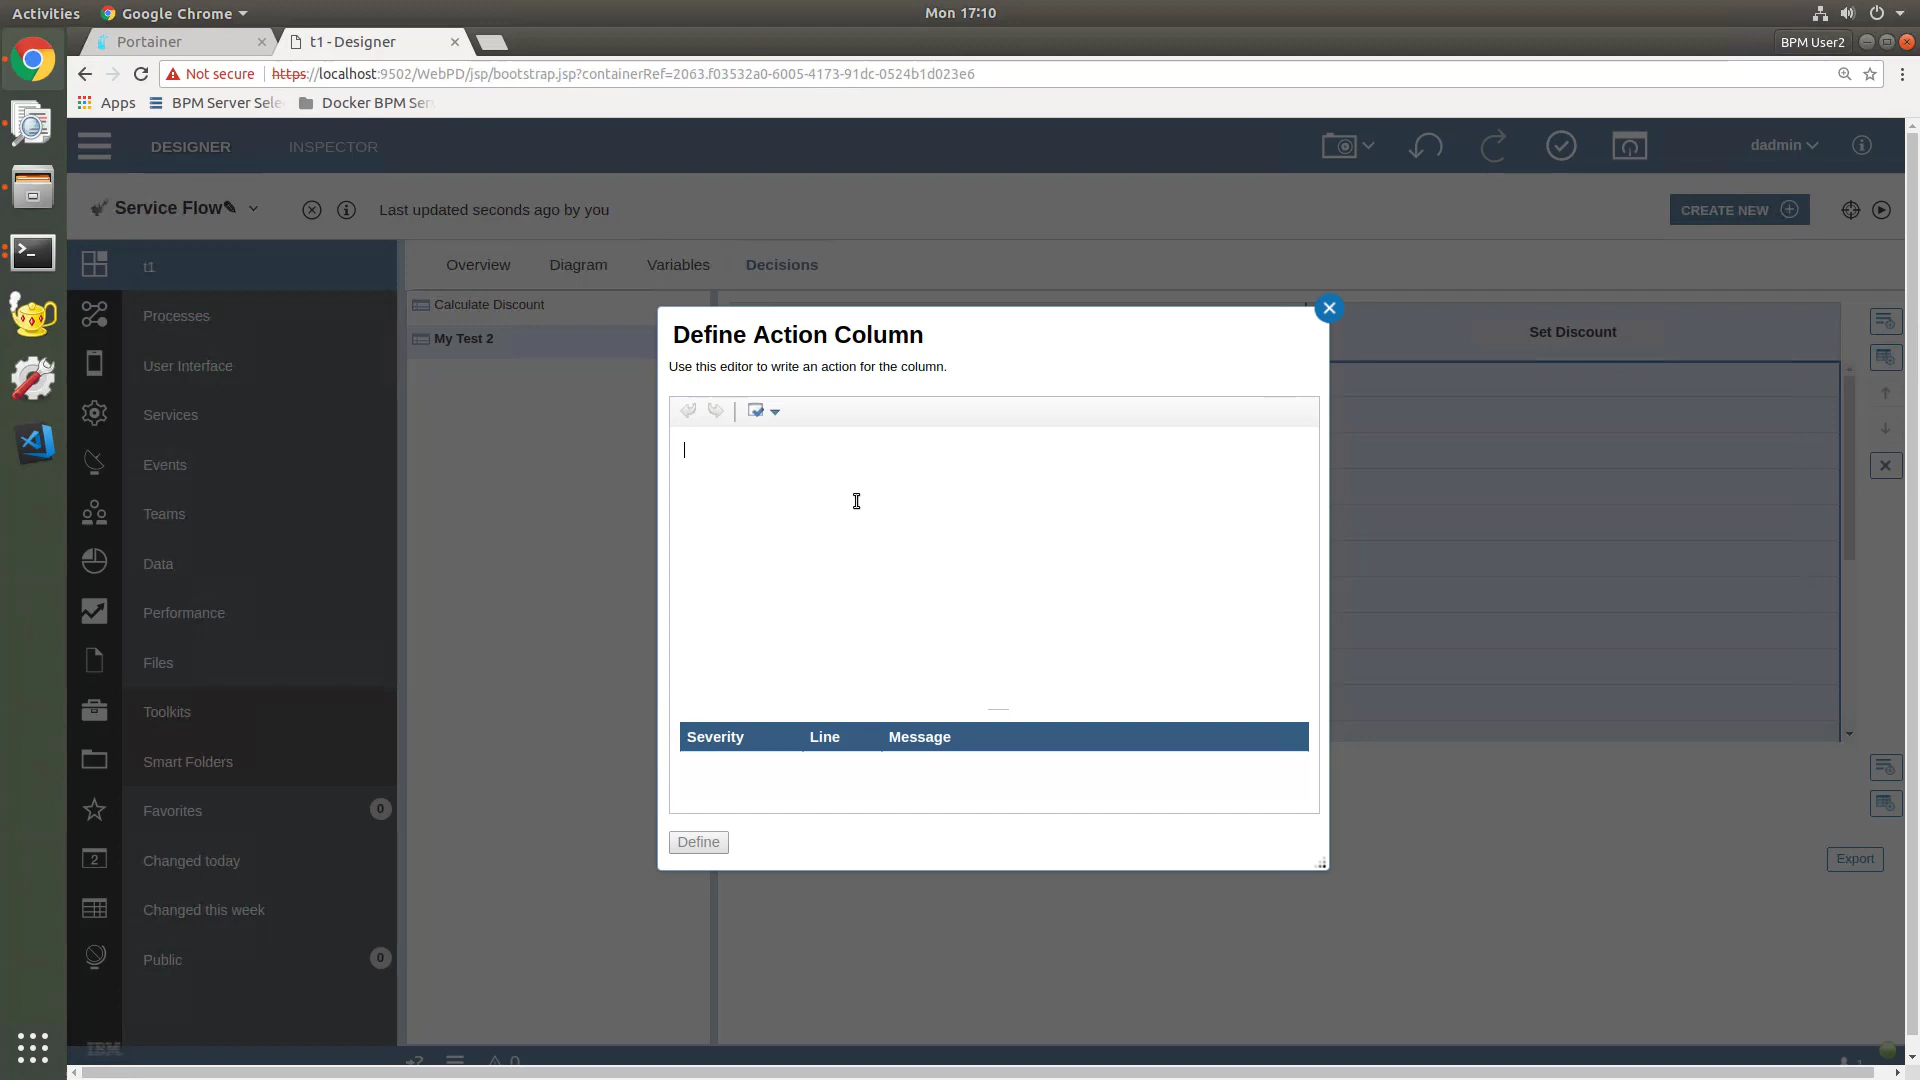 Activities
Google Chrome
Mon 17:10
Portainer
t1 - Designer
BPM User2
Not secure
https://localhost:9502/WebPD/jsp/bootstrap.jsp?containerRef=2063.f03532a0-6005-4173-91dc-0524b1d023e6
Apps
BPM Server Sele
Docker BPM Ser
DESIGNER
INSPECTOR
dadmin
Service Flow
Last updated seconds ago by you
CREATE NEW
t1
Overview
Diagram
Variables
Decisions
Processes
User Interface
Services
Events
Teams
Data
Performance
Files
Toolkits
Smart Folders
Favorites
0
2
Changed today
Changed this week
Public
0
IBM
Calculate Discount
My Test 2
Set Discount
Define Action Column
Use this editor to write an action for the column.
Severity
Line
Message
Define
Export
0